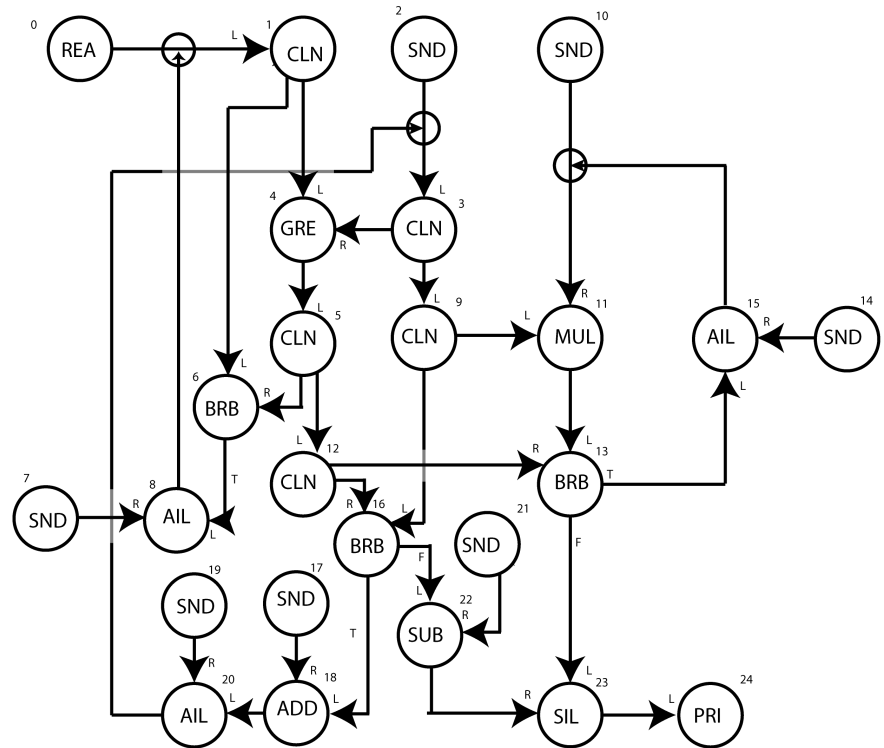 0 1 2 10
REA L CLN SND SND
4 L L 3 R
GRE R CLN 11 15 14
L 5 L 9 L MUL AIL R SND
CLN CLN
6 L R L
BRB L 12 R L 13
7 T CLN R 16 L BRB T
8 21
SND R AIL L BRB F SND F
19 17 L 22
SND SND T R
SUB
R R
20 18 L 23 24
AIL L ADD L R SIL L PRI